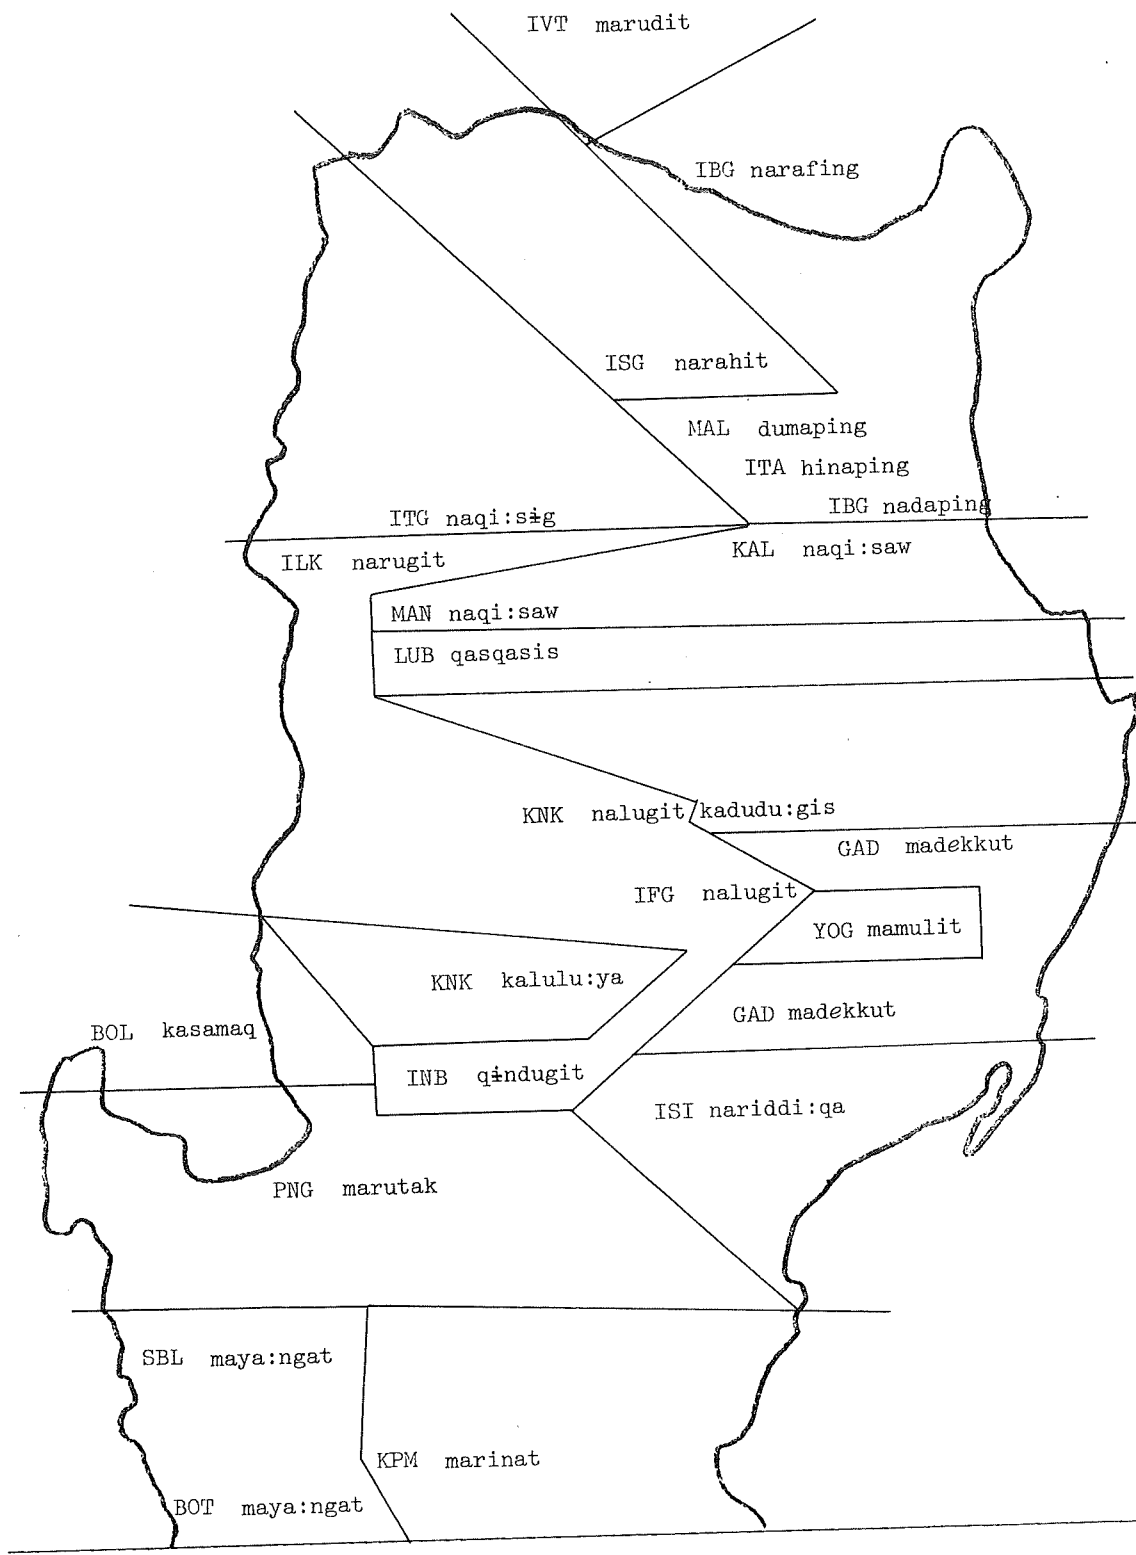 IVT marudit
IBG narafing
ISG narahit
MAL dumaping
ITA hinaping
IBG nadaping
ITG naqi:sɨg
KAL naqi:saw
ILK narugit
MAN naqi:saw
LUB qasqasis
KNK nalugit/kadudu:gis
GAD madekkut
IFG nalugit
YOG mamulit
KNK kalulu:ya
GAD madekkut
BOL kasamaq
INB qɨndugit
ISI nariddi:qa
PNG marutak
SBL maya:ngat
KPM marinat
BOT maya:ngat